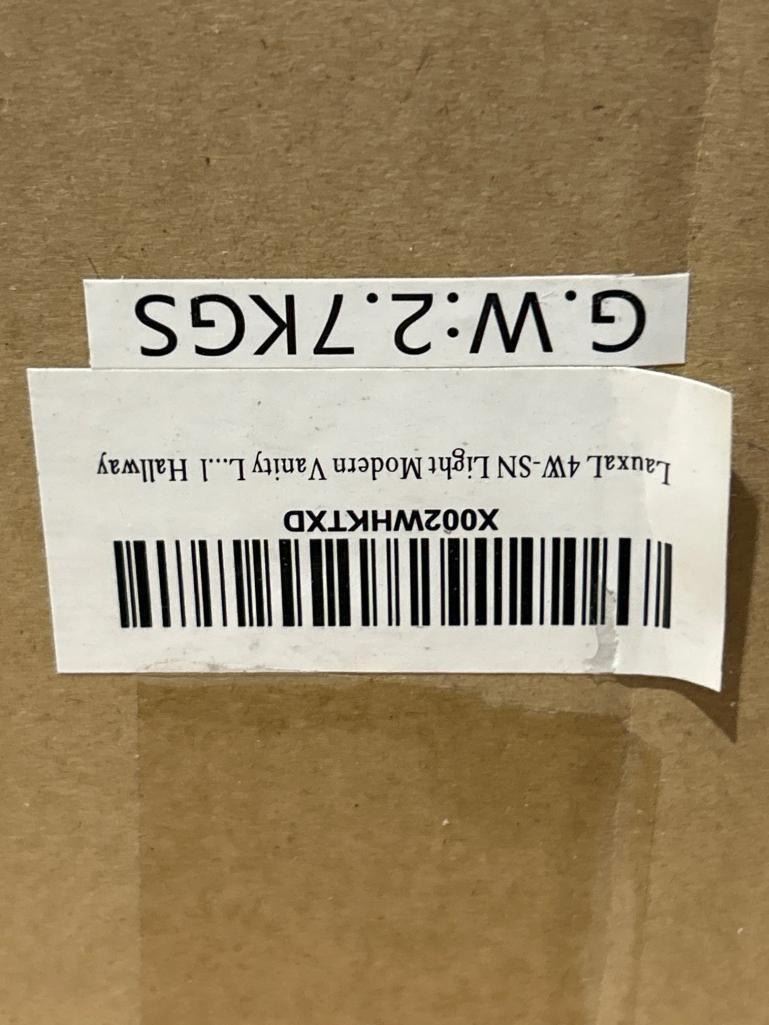 X002WHKTXD
LauxaL 4W-SN Light Modern Vanity L...l Hallway
G.W:2.7KGS